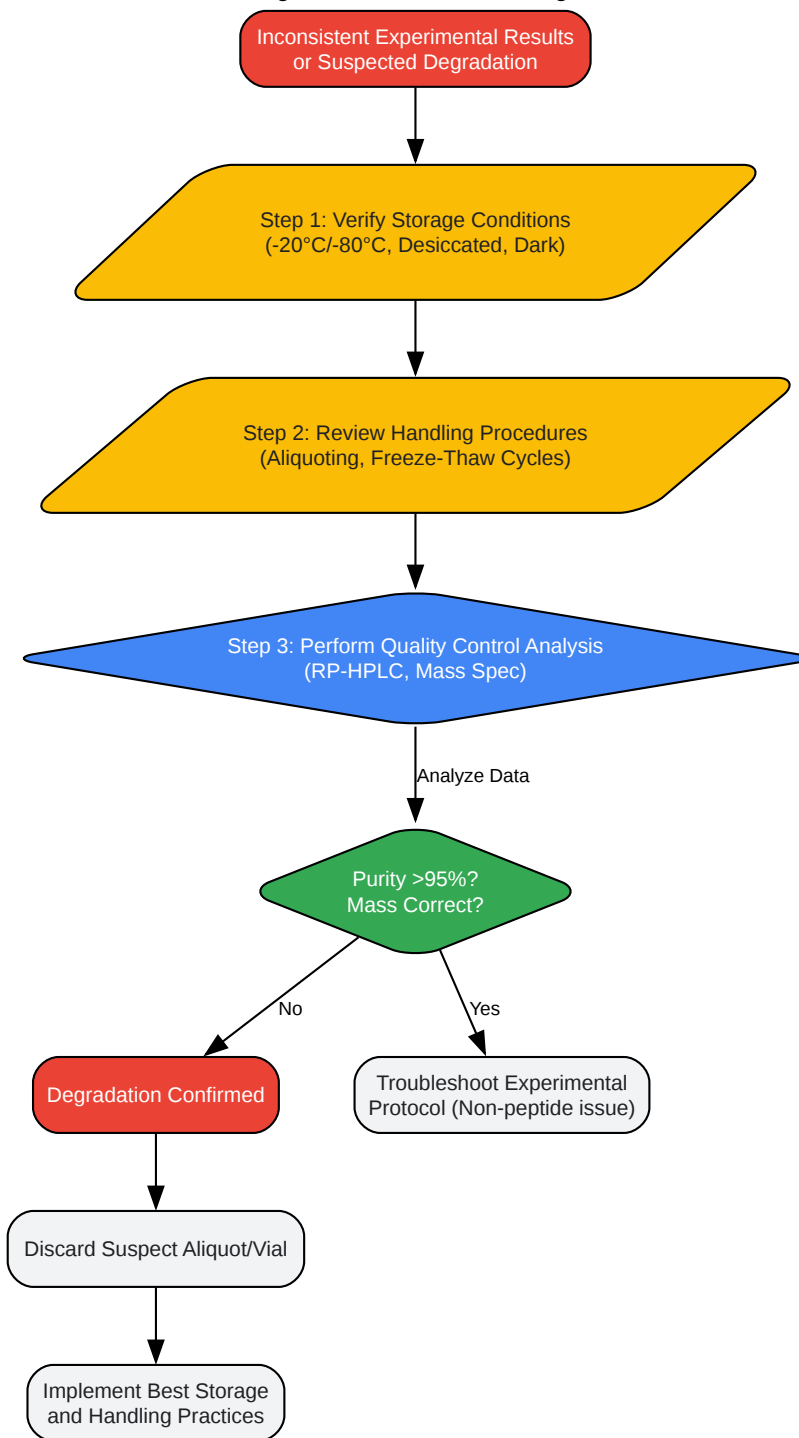 Inconsistent Experimental Results
or Suspected Degradation
Step 1: Verify Storage Conditions
(-20°C/-80°C, Desiccated, Dark)
Step 2: Review Handling Procedures
(Aliquoting, Freeze-Thaw Cycles)
Step 3: Perform Quality Control Analysis
(RP-HPLC, Mass Spec)
Analyze Data
Purity >95%?
Mass Correct?
No
Yes
Degradation Confirmed
Troubleshoot Experimental
Protocol (Non-peptide issue)
Discard Suspect Aliquot/Vial
Implement Best Storage
and Handling Practices